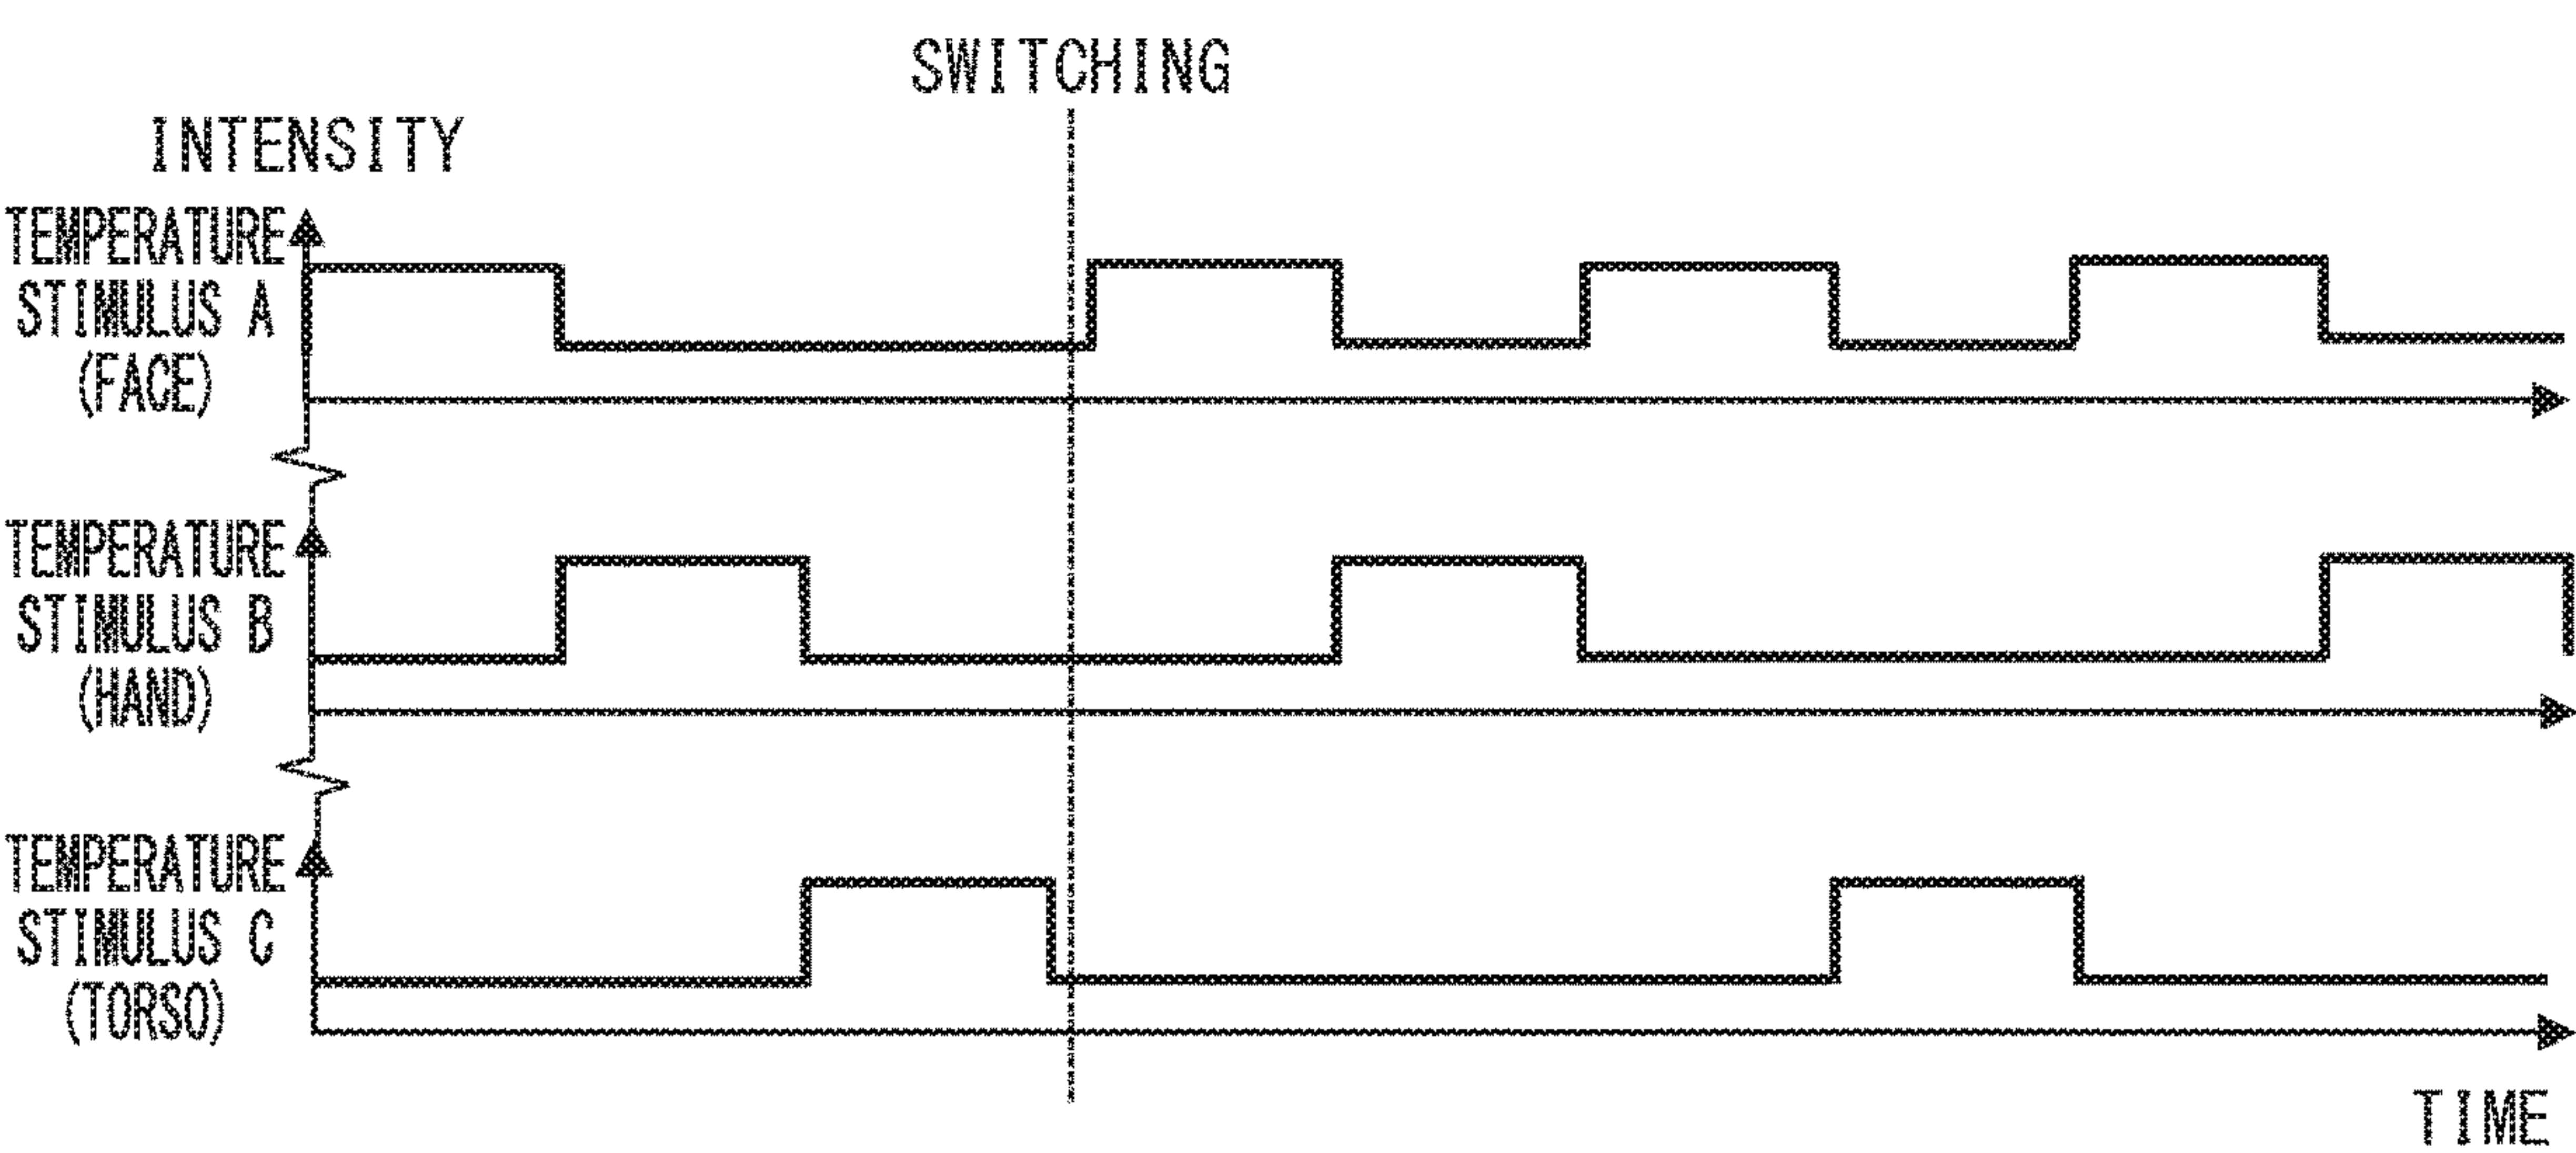 SWITCHING
INTENSITY
TEMPERATURE
STIMULUS A
(FACE)
TEMPERATURE
STIMULUS B
(HAND)
TEMPERATURE
STIMULUS C
(TORSO)
TIME